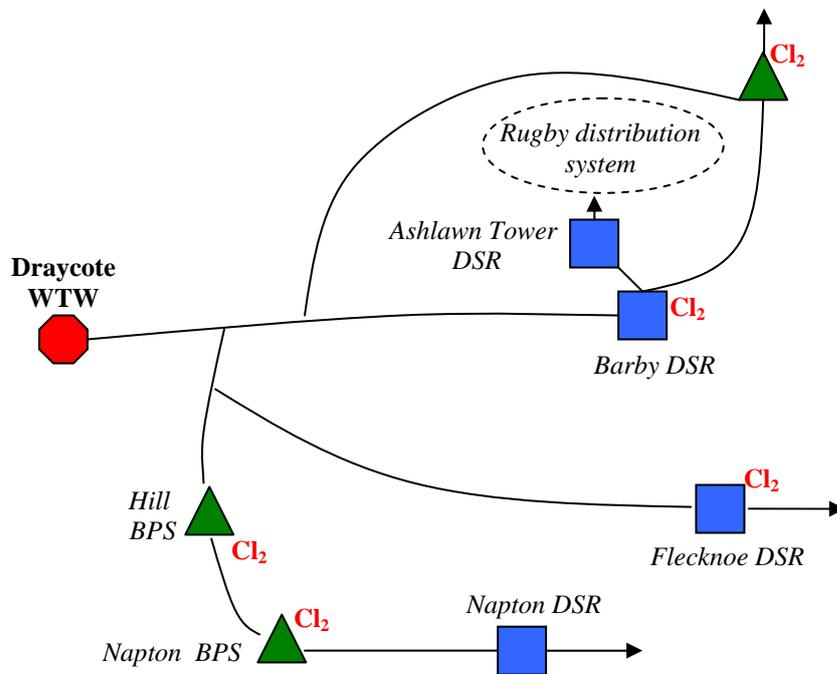 Cl₂
Rugby distribution
system
Ashlawn Tower
DSR
Draycote
WTW
Cl₂
Barby DSR
Hill
BPS
Cl₂
Cl₂
Flecknoe DSR
Napton DSR
Cl₂
Napton BPS